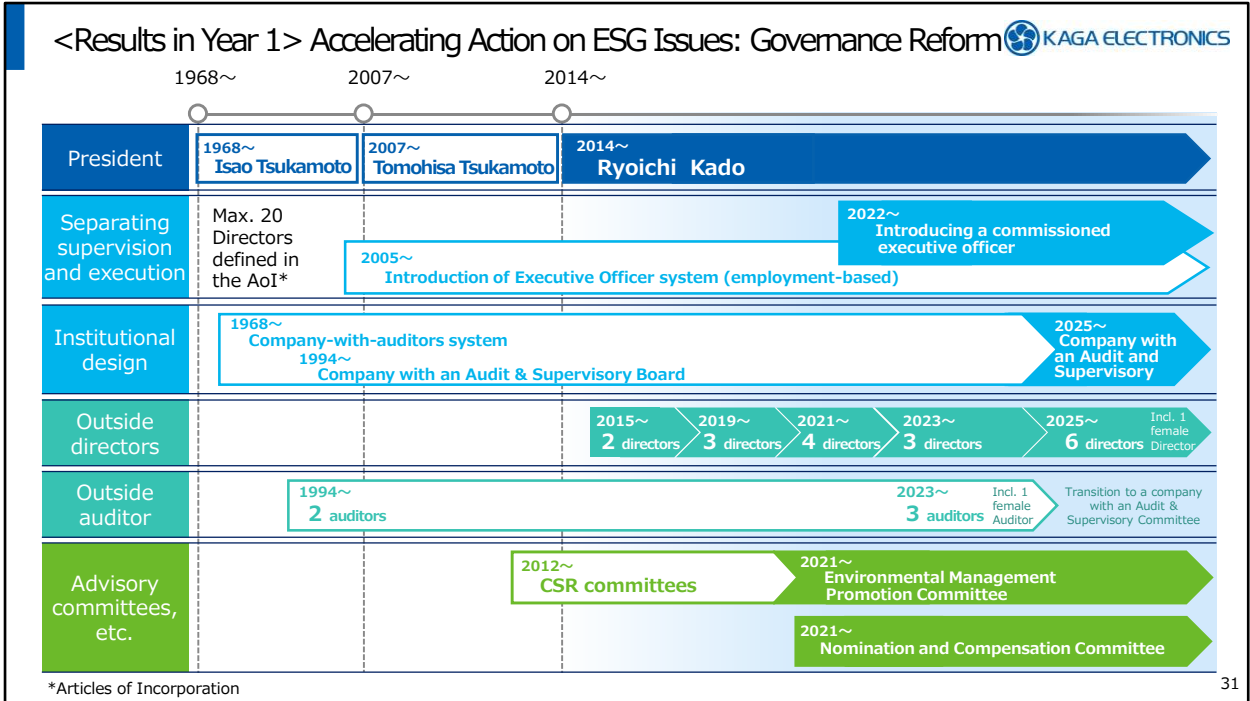 <Results in Year 1> Accelerating Action on ESG Issues: Governance Reform
KAGA ELECTRONICS
1968～
2007～
2014～
President
1968～
Isao Tsukamoto
2007～
Tomohisa Tsukamoto
2014～
Ryoichi Kado
Separating
supervision
and execution
Max. 20
Directors
defined in
the AoI*
2005～
Introduction of Executive Officer system (employment-based)
2022～
Introducing a commissioned
executive officer
Institutional
design
1968～
Company-with-auditors system
1994～
Company with an Audit & Supervisory Board
2025～
Company with
an Audit and
Supervisory
Outside
directors
2015～
2 directors
2019～
3 directors
2021～
4 directors
2023～
3 directors
2025～
6 directors
Incl. 1
female
Director
Outside
auditor
1994～
2 auditors
2023～
3 auditors
Incl. 1
female
Auditor
Transition to a company
with an Audit &
Supervisory Committee
Advisory
committees,
etc.
2012～
CSR committees
2021～
Environmental Management
Promotion Committee
2021～
Nomination and Compensation Committee
*Articles of Incorporation
31